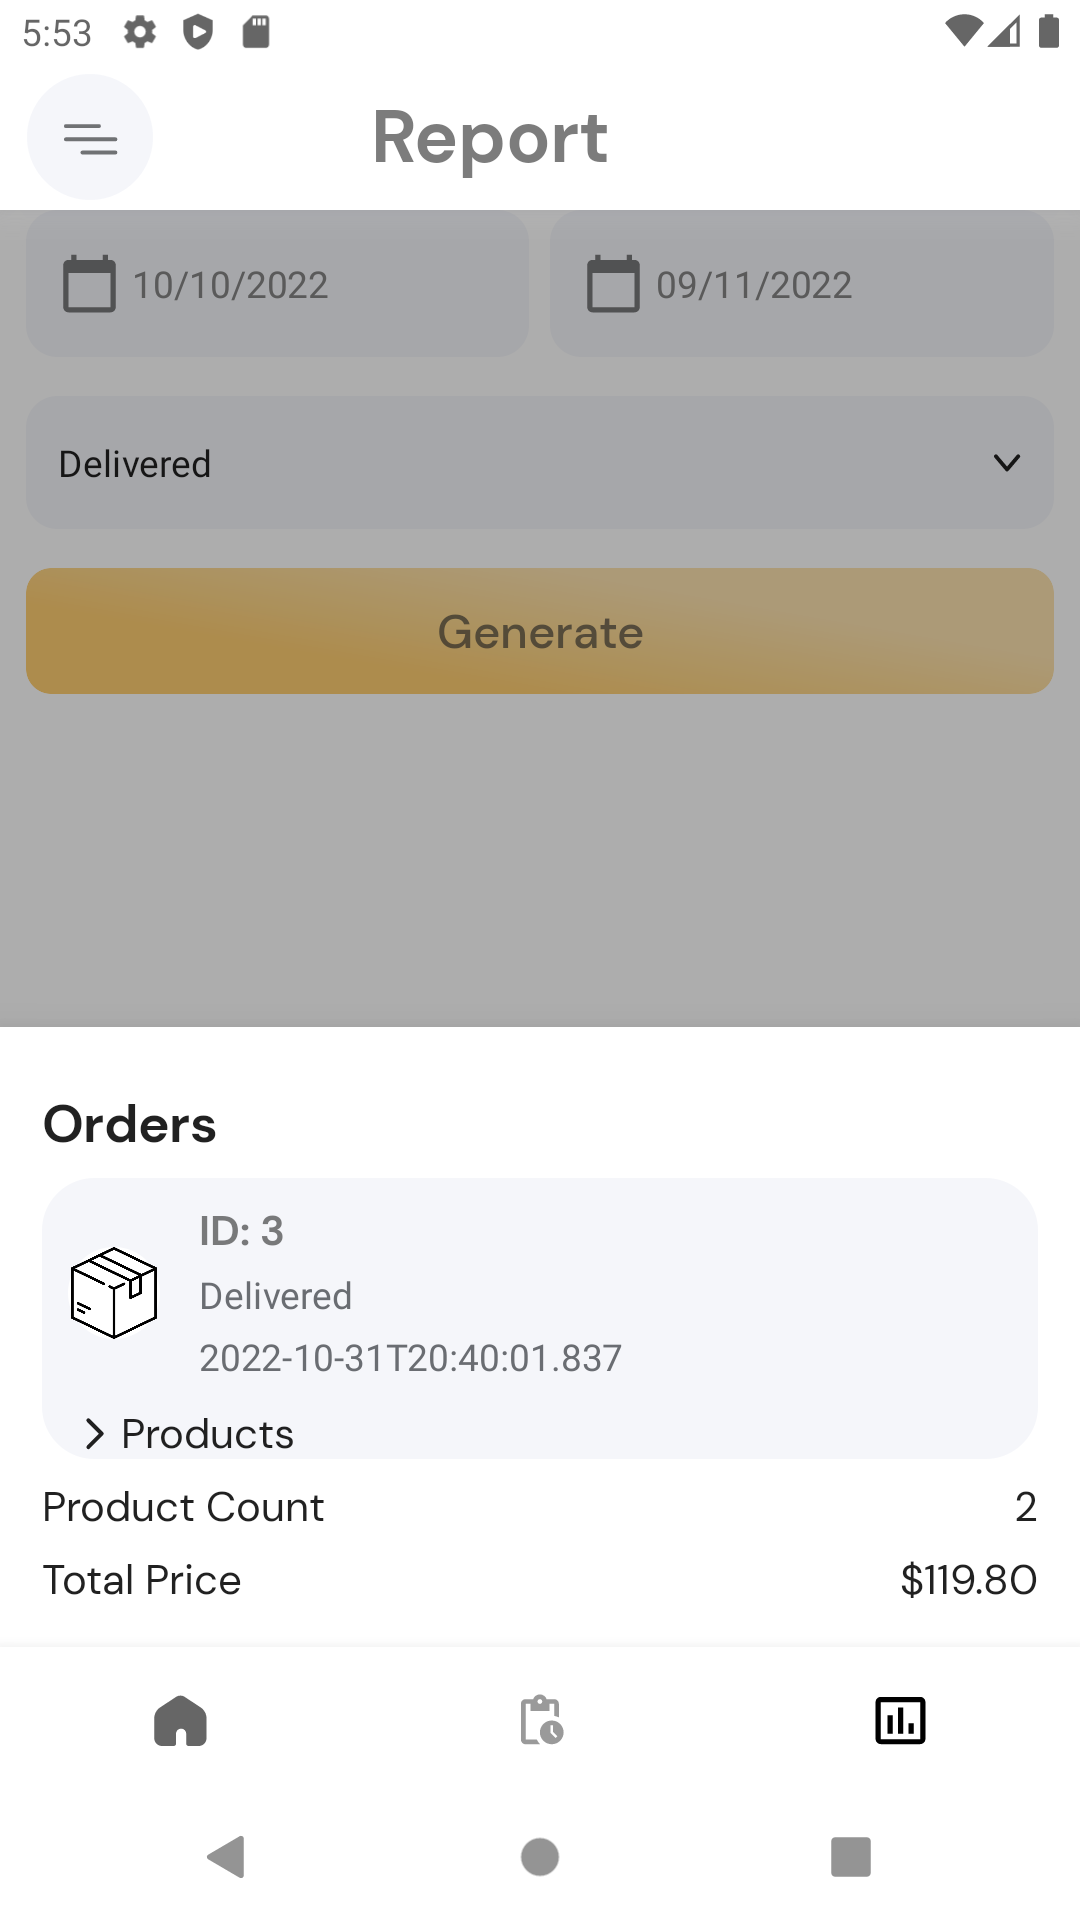 5:53
Report
10/10/2022
09/11/2022
Delivered
Generate
Orders
ID: 3
Delivered
2022-10-31T20:40:01.837
Products
Product Count 2
Total Price $119.80